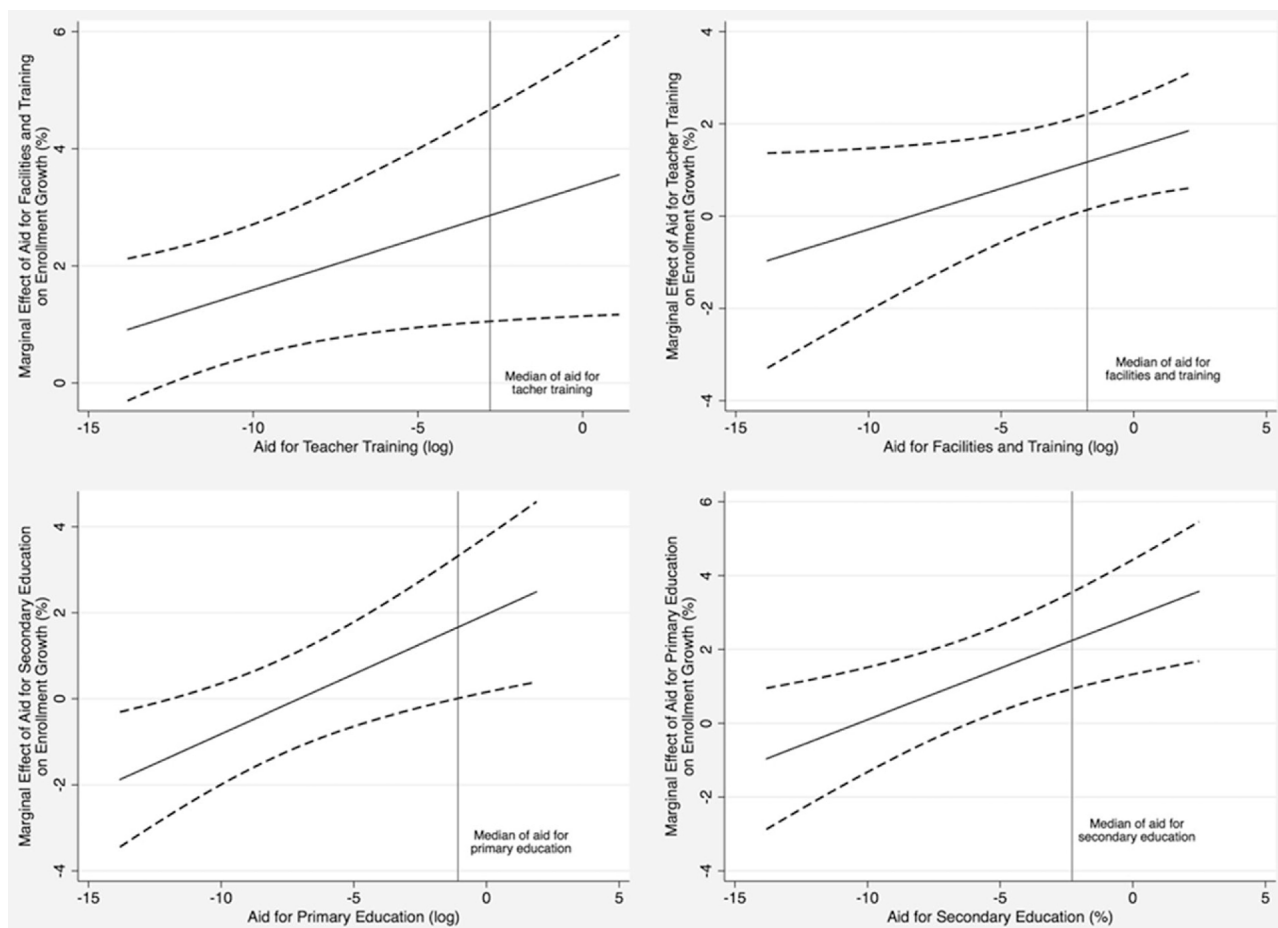 Marginal Effect of Aid for Facilities and Training
on Enrollment Growth (%)
6
4
2
0
Median of aid for
tacher training
-15
-10
-5
0
Aid for Teacher Training (log)
Marginal Effect of Aid for Teacher Training
on Enrollment Growth (%)
4
2
0
-2
-4
Median of aid for
facilities and training
-15
-10
-5
0
5
Aid for Facilities and Training (log)
Marginal Effect of Aid for Secondary Education
on Enrollment Growth (%)
4
2
0
-2
-4
Median of aid for
primary education
-15
-10
-5
0
5
Aid for Primary Education (log)
Marginal Effect of Aid for Primary Education
on Enrollment Growth (%)
6
4
2
0
-2
-4
Median of aid for
secondary education
-15
-10
-5
0
5
Aid for Secondary Education (%)